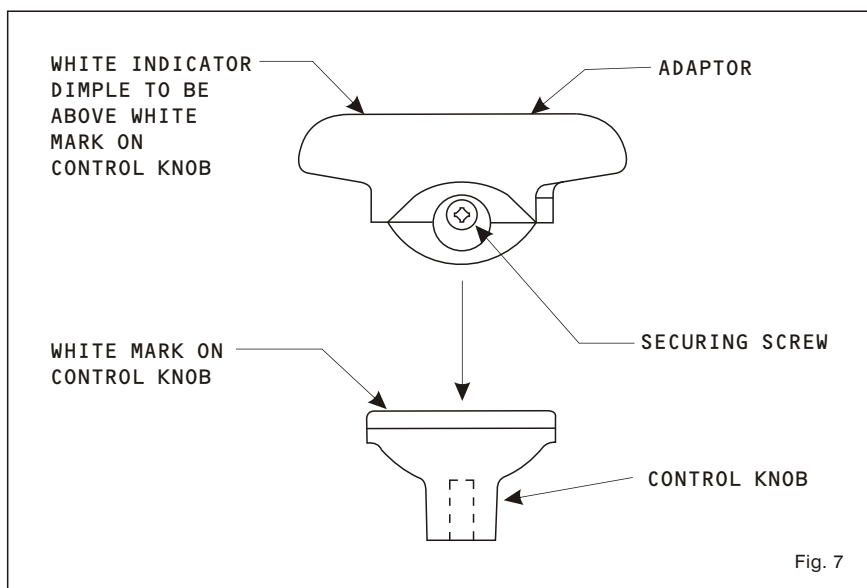 WHITE INDICATOR
DIMPLE TO BE
ABOVE WHITE
MARK ON
CONTROL KNOB
ADAPTOR
SECURING SCREW
WHITE MARK ON
CONTROL KNOB
CONTROL KNOB
Fig. 7